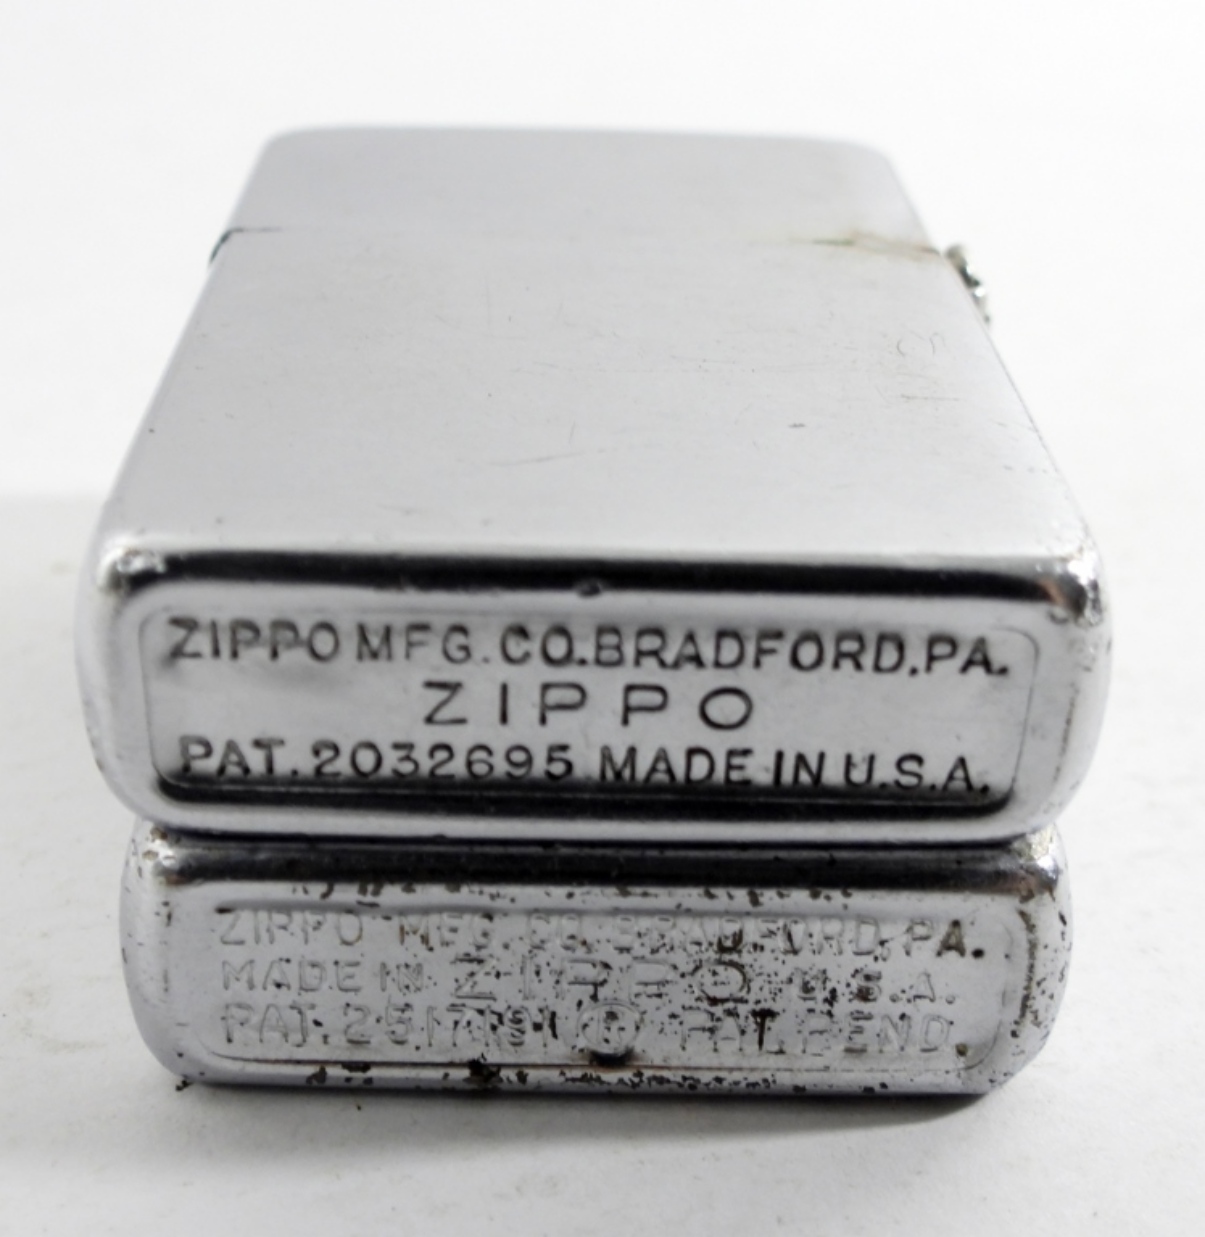 ZIPPO MFG. CO. BRADFORD, PA.
ZIPPO
PAT. 2032695 MADE IN U.S.A.
ZIPPO MFG. CO. BRADFORD, PA.
MADE IN ZIPPO U.S.A.
PAT. 2517191 ® PAT. PEND.